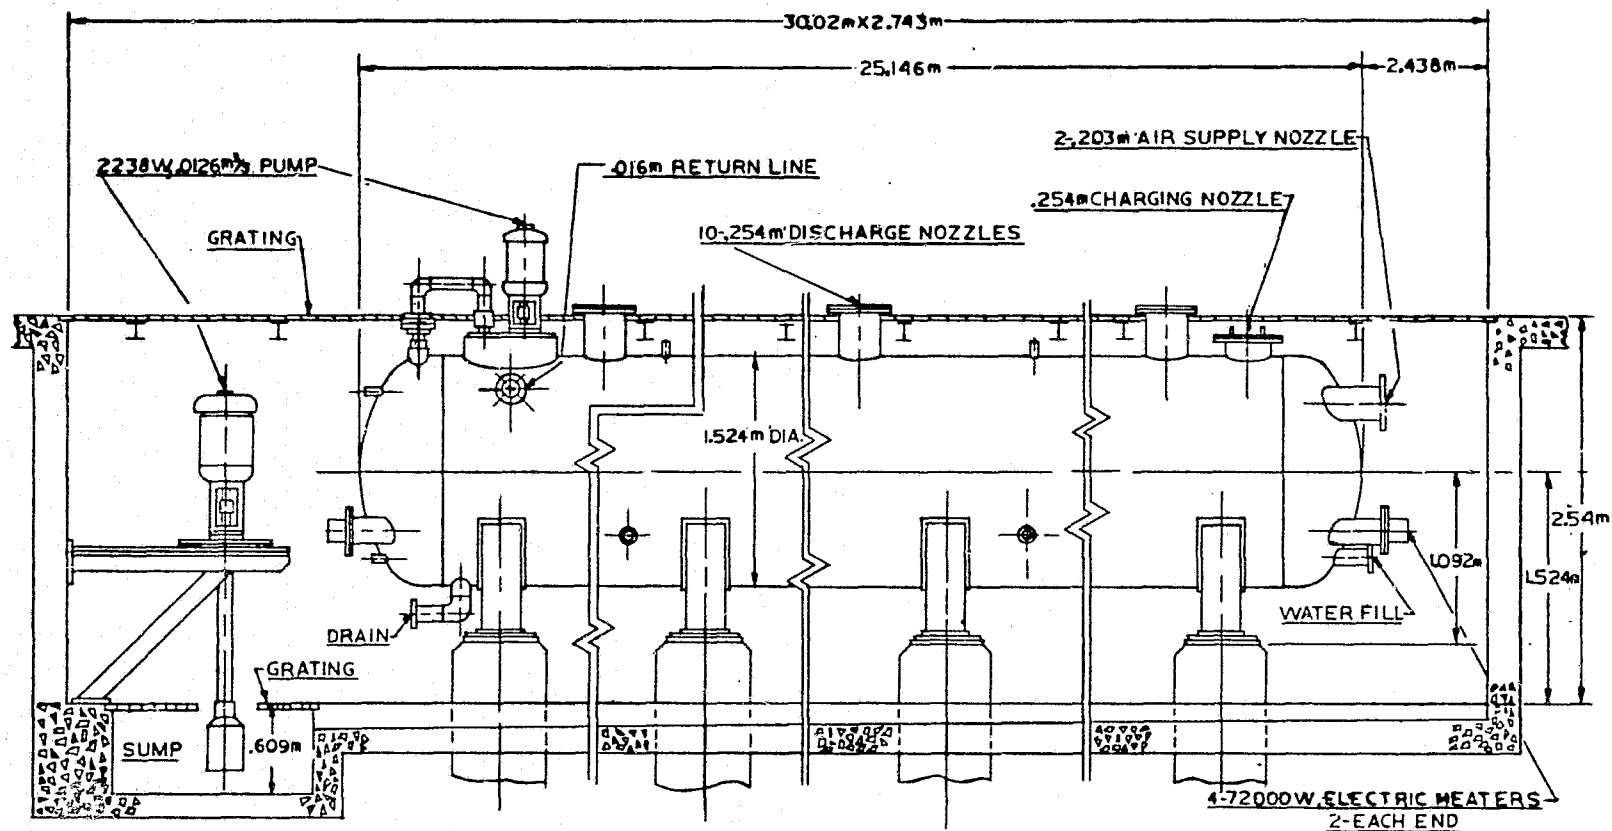 30.02m X 2.743m
25.146m
2.438m
2-.203m AIR SUPPLY NOZZLE
2238W,.0126m³/s PUMP
.016m RETURN LINE
.254m CHARGING NOZZLE
10-.254m DISCHARGE NOZZLES
GRATING
1.524m DIA.
2.54m
1.092m
1.524m
WATER FILL
DRAIN
GRATING
SUMP
.609m
4-72000W, ELECTRIC HEATERS
2-EACH END